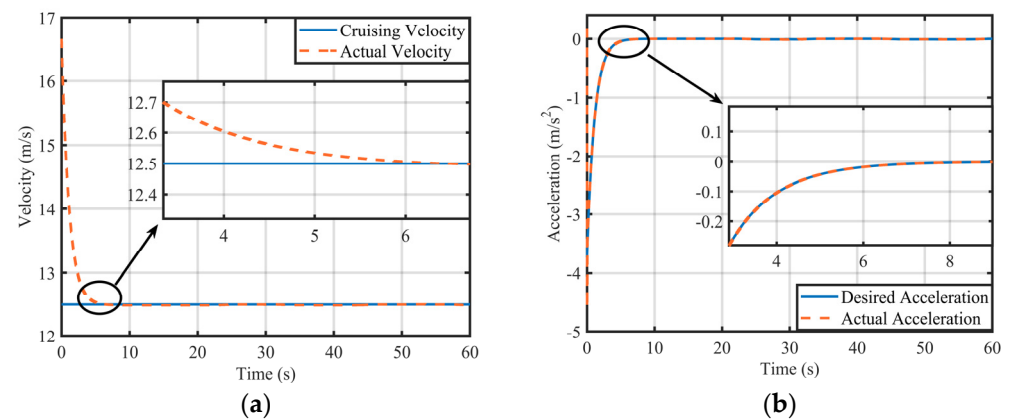 17
16
15
14
13
12
Velocity (m/s)
Cruising Velocity
Actual Velocity
12.7
12.6
12.5
12.4
4 5 6
0 10 20 30 40 50 60
Time (s)
(a)
0
-1
-2
-3
-4
-5
Acceleration (m/s²)
0.1
0
-0.1
-0.2
4 6 8
Desired Acceleration
Actual Acceleration
0 10 20 30 40 50 60
Time (s)
(b)